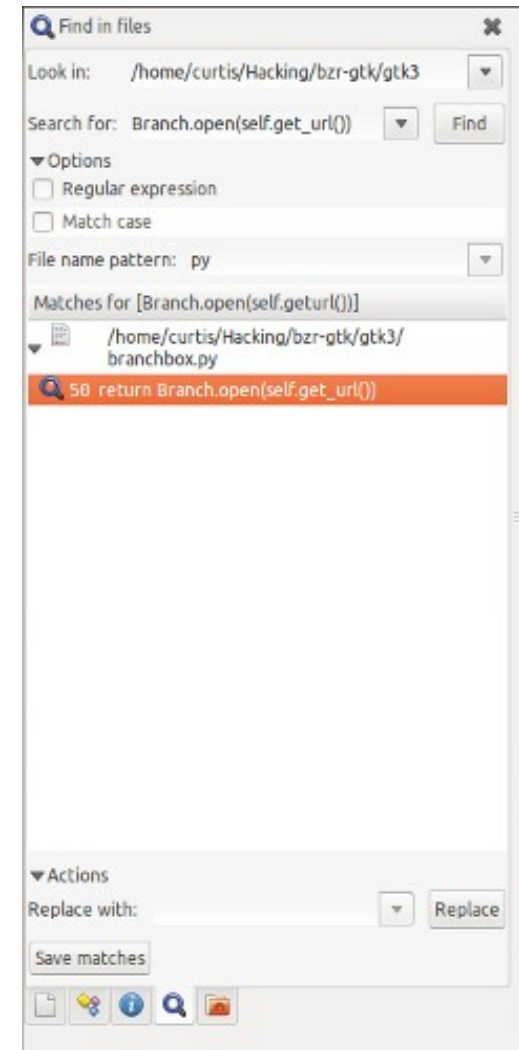 Find in files
Look in: /home/curtis/Hacking/bzr-gtk/gtk3
Search for: Branch.open(self.get_url()) Find
Options
Regular expression
Match case
File name pattern: py
Matches for [Branch.open(self.geturl())]
/home/curtis/Hacking/bzr-gtk/gtk3/
branchbox.py
50 return Branch.open(self.get_url())
Actions
Replace with: Replace
Save matches